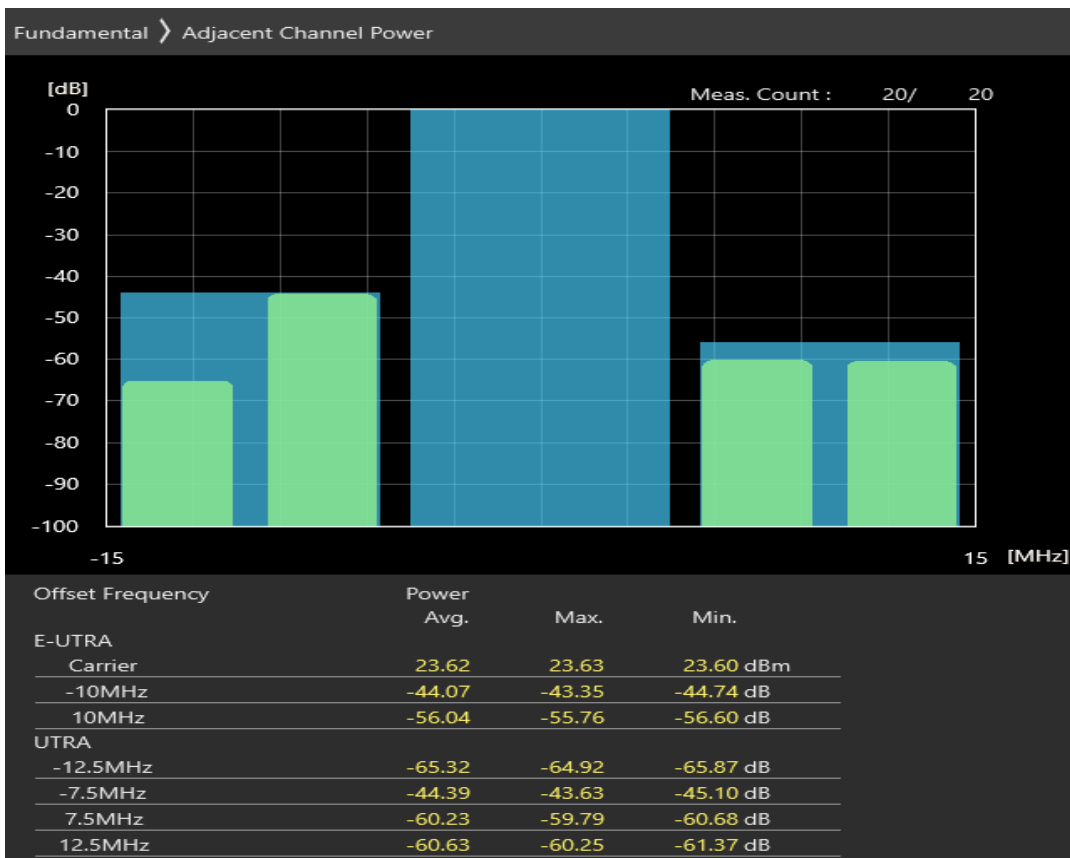 Fundamental 〉 Adjacent Channel Power
[dB]
Meas. Count : 20/ 20
0
-10
-20
-30
-40
-50
-60
-70
-80
-90
-100
-15 15 [MHz]
Offset Frequency Power
Avg. Max. Min.
E-UTRA
Carrier 23.62 23.63 23.60 dBm
-10MHz -44.07 -43.35 -44.74 dB
10MHz -56.04 -55.76 -56.60 dB
UTRA
-12.5MHz -65.32 -64.92 -65.87 dB
-7.5MHz -44.39 -43.63 -45.10 dB
7.5MHz -60.23 -59.79 -60.68 dB
12.5MHz -60.63 -60.25 -61.37 dB